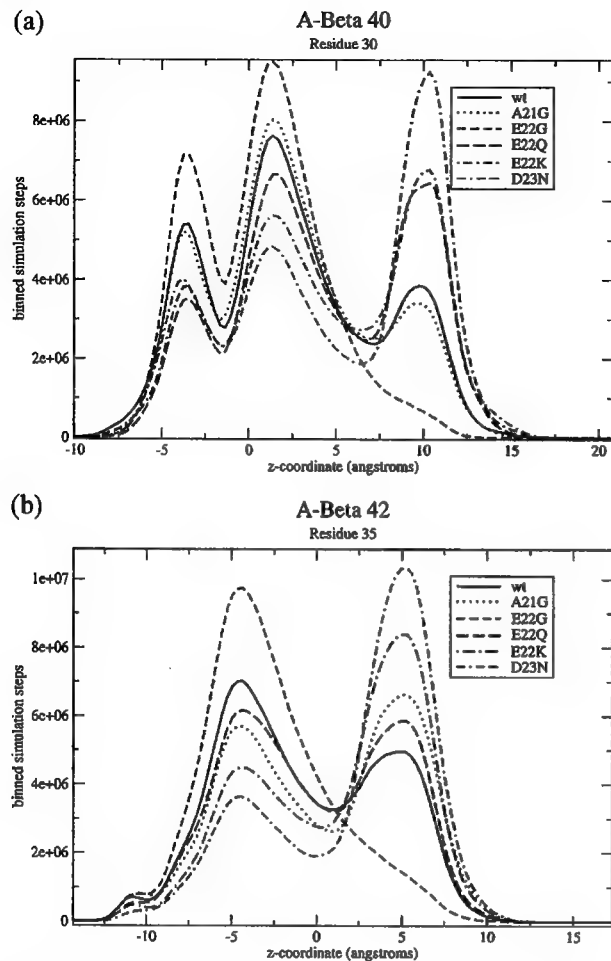 (a)
A-Beta 40
Residue 30
wt
A21G
E22G
E22Q
E22K
D23N
8e+06
6e+06
4e+06
2e+06
0
binned simulation steps
-10 -5 0 5 10 15 20
z-coordinate (angstroms)
(b)
A-Beta 42
Residue 35
wt
A21G
E22G
E22Q
E22K
D23N
1e+07
8e+06
6e+06
4e+06
2e+06
0
binned simulation steps
-10 -5 0 5 10 15
z-coordinate (angstroms)